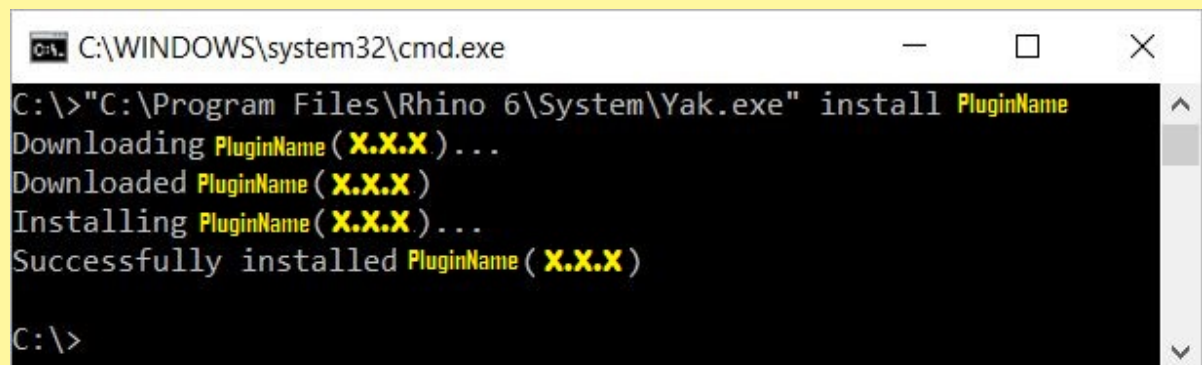 C:\WINDOWS\system32\cmd.exe
C:\>"C:\Program Files\Rhino 6\System\Yak.exe" install PluginName
Downloading PluginName (X.X.X)...
Downloaded PluginName (X.X.X)
Installing PluginName (X.X.X)...
Successfully installed PluginName (X.X.X)
C:\>